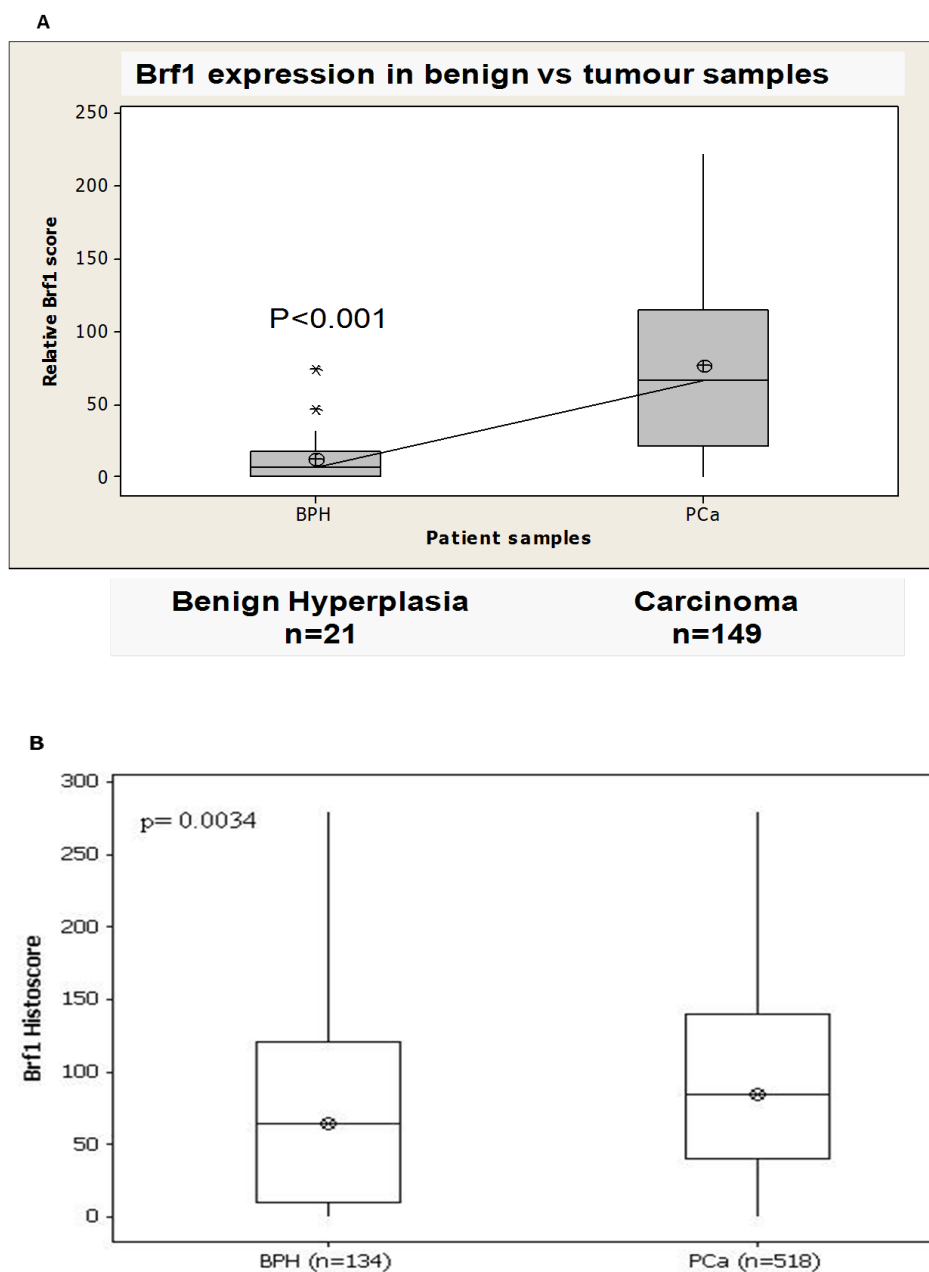 A
Brf1 expression in benign vs tumour samples
250
200
150
100
50
0
Relative Brf1 score
P<0.001
BPH
PCa
Patient samples
Benign Hyperplasia
n=21
Carcinoma
n=149
B
300
250
200
150
100
50
0
Brf1 Histoscore
p= 0.0034
BPH (n=134)
PCa (n=518)